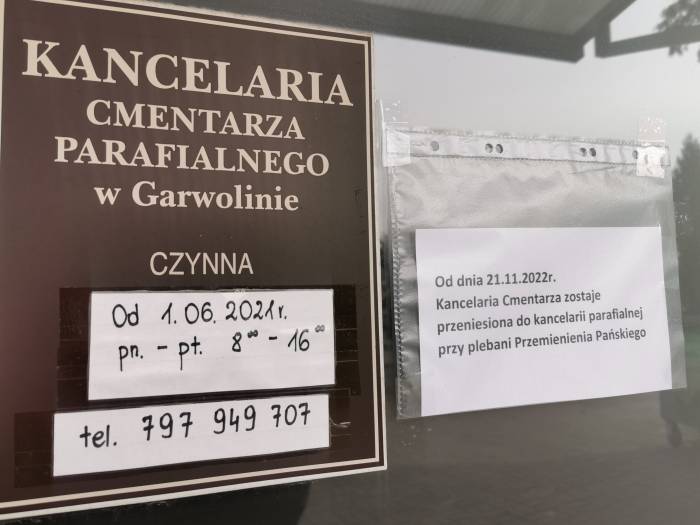 KANCELARIA
CMENTARZA
PARAFIALNEGO
w Garwolinie
CZYNNA
Od 1.06.2021r.
pn. - pt. 8⁰⁰ - 16⁰⁰
tel. 797 949 707
Od dnia 21.11.2022r.
Kancelaria Cmentarza zostaje
przeniesiona do kancelarii parafialnej
przy plebani Przemienienia Pańskiego